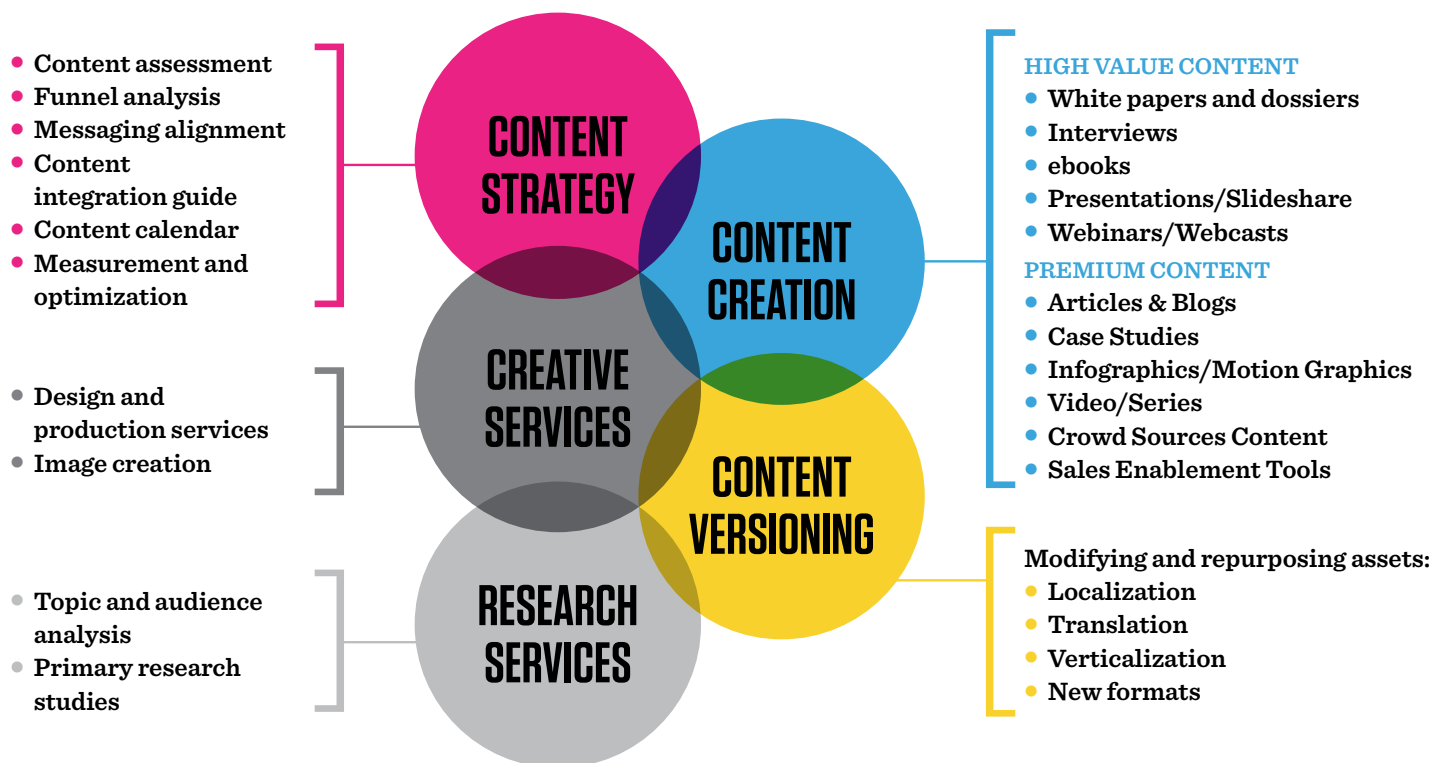 Content assessment
Funnel analysis
Messaging alignment
Content
integration guide
Content calendar
Measurement and
optimization
Design and
production services
Image creation
Topic and audience
analysis
Primary research
studies
CONTENT
STRATEGY
CREATIVE
SERVICES
RESEARCH
SERVICES
CONTENT
CREATION
CONTENT
VERSIONING
HIGH VALUE CONTENT
White papers and dossiers
Interviews
ebooks
Presentations/Slideshare
Webinars/Webcasts
PREMIUM CONTENT
Articles & Blogs
Case Studies
Infographics/Motion Graphics
Video/Series
Crowd Sources Content
Sales Enablement Tools
Modifying and repurposing assets:
Localization
Translation
Verticalization
New formats